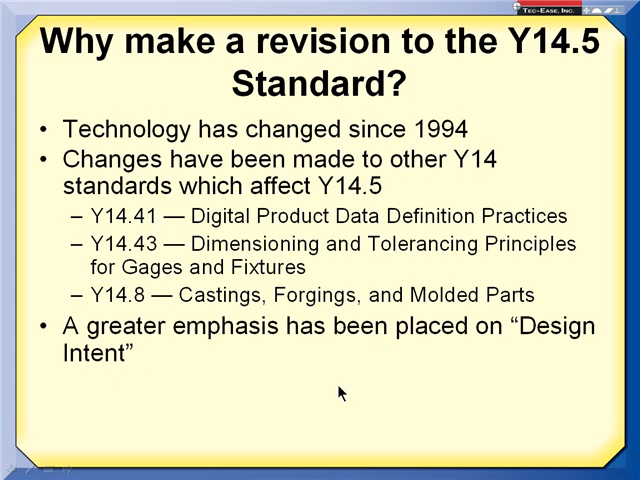 TEC-EASE, INC.
Why make a revision to the Y14.5
Standard?
• Technology has changed since 1994
• Changes have been made to other Y14
standards which affect Y14.5
– Y14.41 — Digital Product Data Definition Practices
– Y14.43 — Dimensioning and Tolerancing Principles
for Gages and Fixtures
– Y14.8 — Castings, Forgings, and Molded Parts
• A greater emphasis has been placed on “Design
Intent”